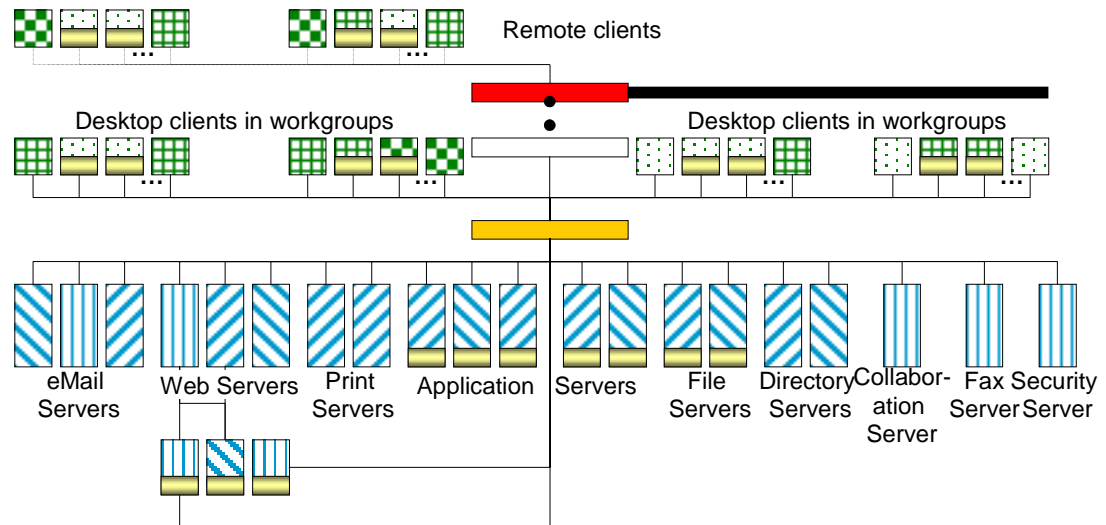 Remote clients
...
...
Desktop clients in workgroups
Desktop clients in workgroups
...
...
...
...
eMail
Servers
Web Servers
Print
Servers
Application
Servers
File
Servers
Directory
Servers
Collabor-
ation
Server
Fax
Server
Security
Server